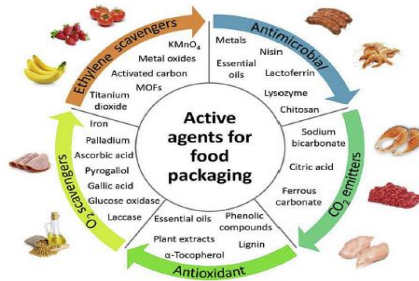 Ethylene scavengers
KMnO₄
Metal oxides
Activated carbon
MOFs
Titanium
dioxide
Antimicrobial
Metals
Nisin
Essential
oils
Lactoferrin
Lysozyme
Chitosan
CO₂ emitters
Sodium
bicarbonate
Citric acid
Ferrous
carbonate
Antioxidant
Essential oils
Phenolic
compounds
Plant extracts
Lignin
α-Tocopherol
O₂ scavengers
Iron
Palladium
Ascorbic acid
Pyrogallol
Gallic acid
Glucose oxidase
Laccase
Active
agents for
food
packaging